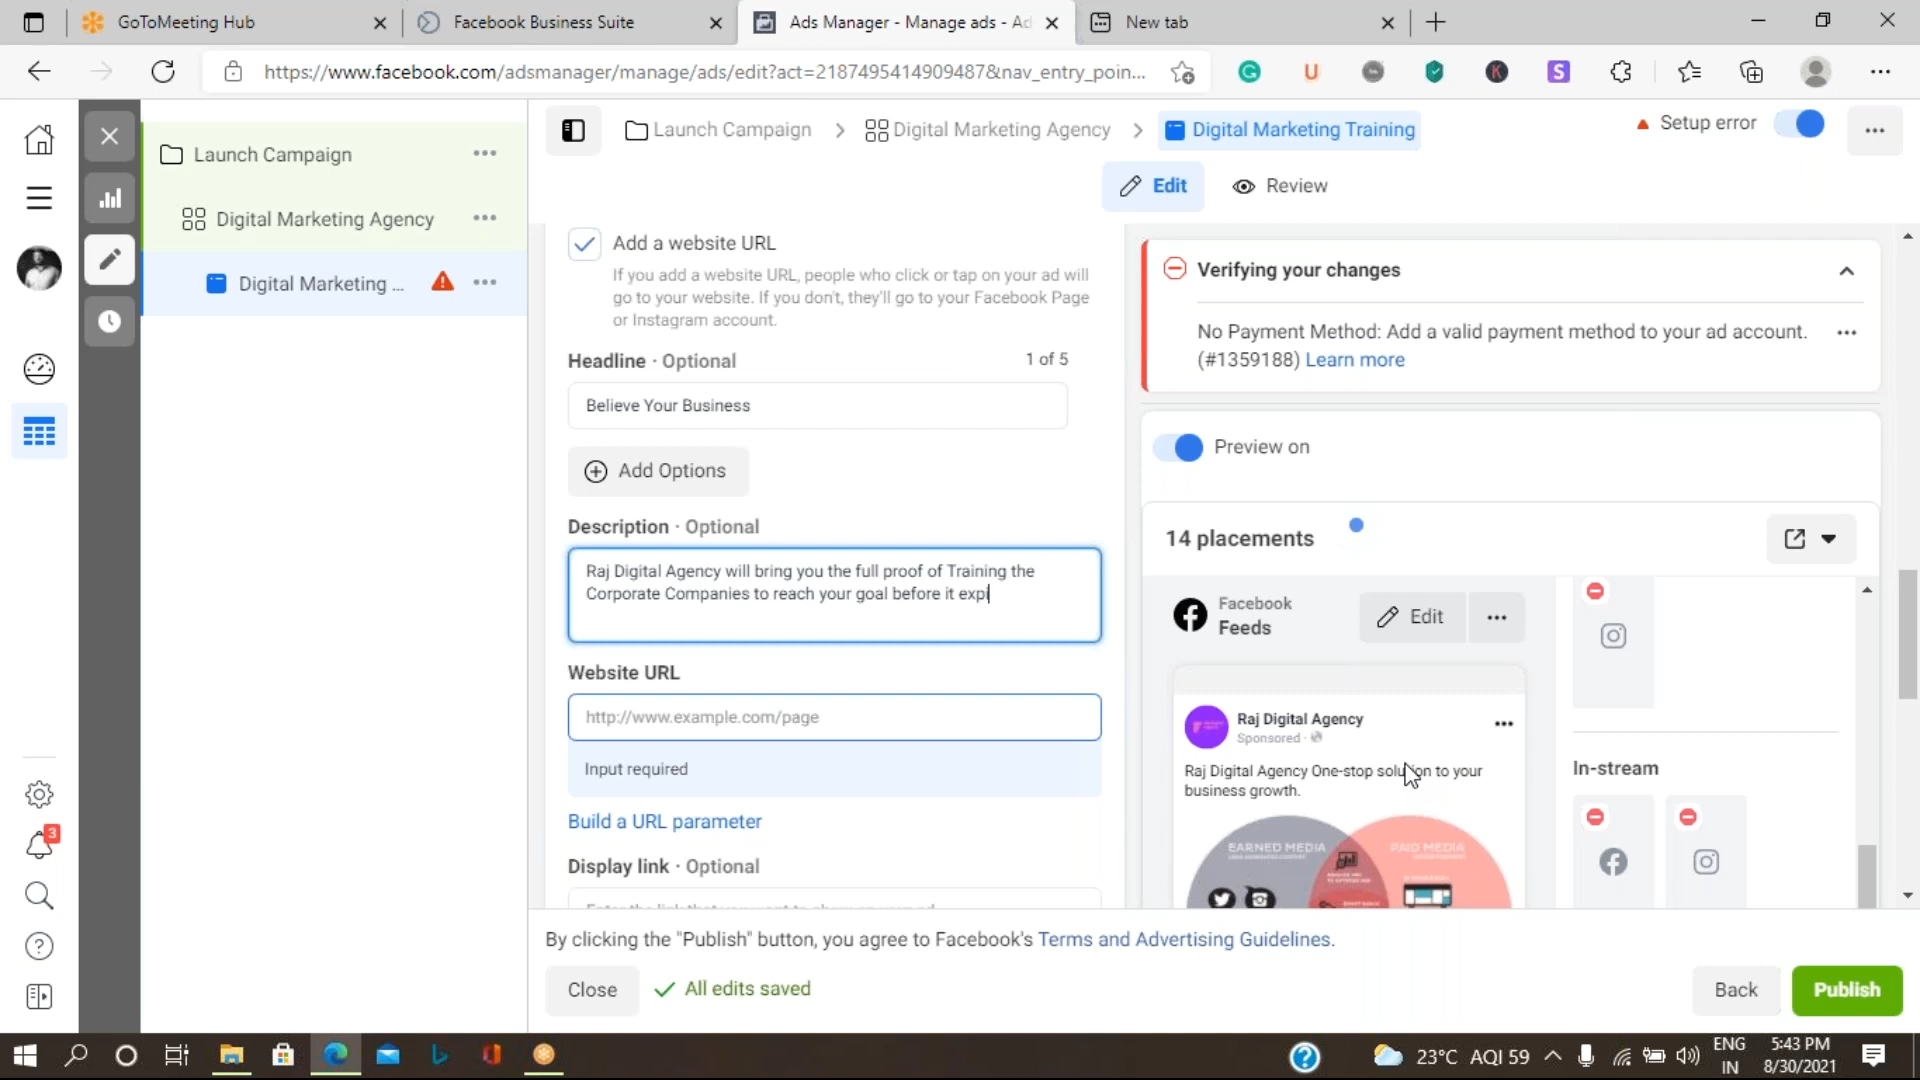 GoToMeeting Hub
Facebook Business Suite
Ads Manager - Manage ads - Ad
New tab
https://www.facebook.com/adsmanager/manage/ads/edit?act=2187495414909487&nav_entry_poin...
Launch Campaign
Digital Marketing Agency
Digital Marketing ...
3
Launch Campaign
Digital Marketing Agency
Digital Marketing Training
Setup error
Edit
Review
Add a website URL
If you add a website URL, people who click or tap on your ad will
go to your website. If you don't, they'll go to your Facebook Page
or Instagram account.
Headline · Optional
1 of 5
Believe Your Business
Add Options
Description · Optional
Raj Digital Agency will bring you the full proof of Training the
Corporate Companies to reach your goal before it expi
Website URL
http://www.example.com/page
Input required
Build a URL parameter
Display link · Optional
Verifying your changes
No Payment Method: Add a valid payment method to your ad account.
(#1359188) Learn more
Preview on
14 placements
Facebook
Feeds
Edit
Raj Digital Agency
Sponsored ·
Raj Digital Agency One-stop solution to your
business growth.
EARNED MEDIA
PAID MEDIA
In-stream
By clicking the "Publish" button, you agree to Facebook's Terms and Advertising Guidelines.
Close
All edits saved
Back
Publish
23°C AQI 59
ENG
IN
5:43 PM
8/30/2021